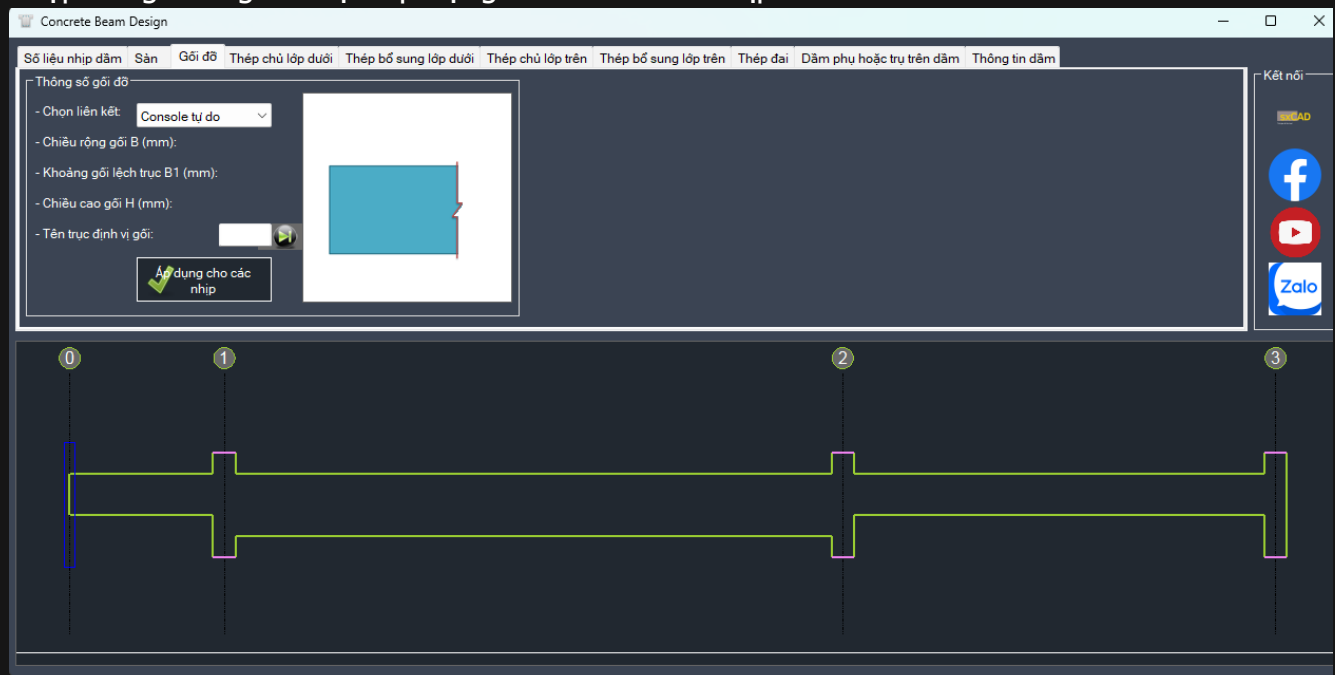 Concrete Beam Design
Số liệu nhịp dầm Sàn Gối đỡ Thép chủ lớp dưới Thép bổ sung lớp dưới Thép chủ lớp trên Thép bổ sung lớp trên Thép đai Dầm phụ hoặc trụ trên dầm Thông tin dầm
Thông số gối đỡ
- Chọn liên kết: Console tự do
- Chiều rộng gối B (mm):
- Khoảng gối lệch trục B1 (mm):
- Chiều cao gối H (mm):
- Tên trục định vị gối:
Áp dụng cho các
nhịp
Kết nối
sxCAD
Zalo
0 1 2 3